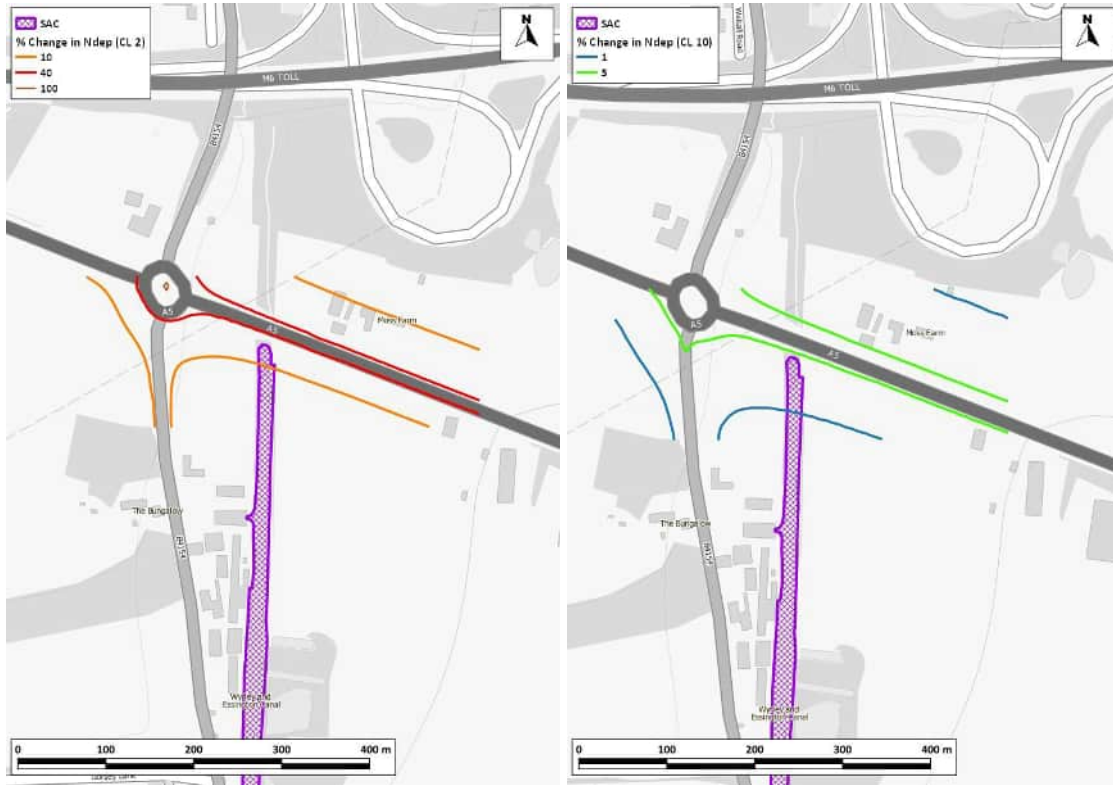 SAC
% Change in Ndep (CL 2)
10
40
100
N
M6 TOLL
B4154
A5
A5
Moss Farm
The Bungalow
B4154
Wyrley and
Essington Canal
0 100 200 300 400 m
SAC
% Change in Ndep (CL 10)
1
5
N
M6 TOLL
B4154
A5
A5
Moss Farm
The Bungalow
B4154
Wyrley and
Essington Canal
0 100 200 300 400 m